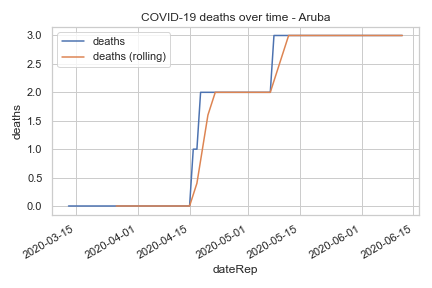 COVID-19 deaths over time - Aruba
deaths
deaths (rolling)
3.0
2.5
2.0
1.5
1.0
0.5
0.0
deaths
2020-03-15
2020-04-01
2020-04-15
2020-05-01
2020-05-15
2020-06-01
2020-06-15
dateRep